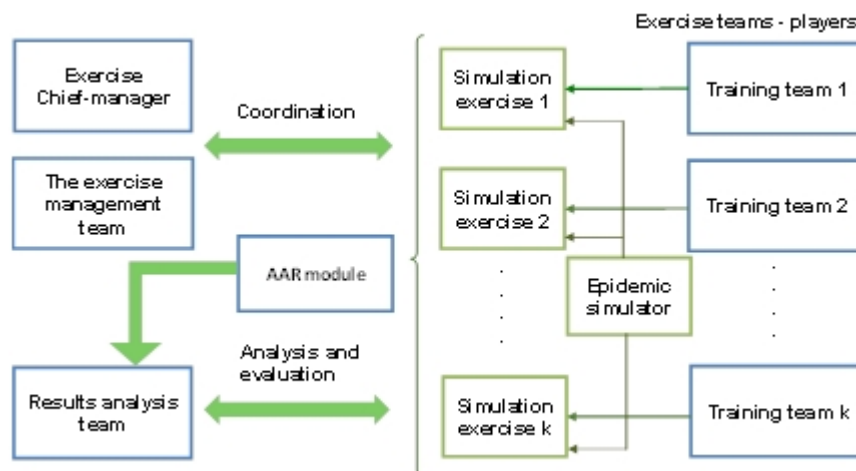 Exercise teams - players
Exercise
Chief-manager
Coordination
Simulation
exercise 1
Training team 1
The exercise
management
team
Simulation
exercise 2
Training team 2
AAR module
Epidemic
simulator
Analysis and
evaluation
Results analysis
team
Simulation
exercise k
Training team k